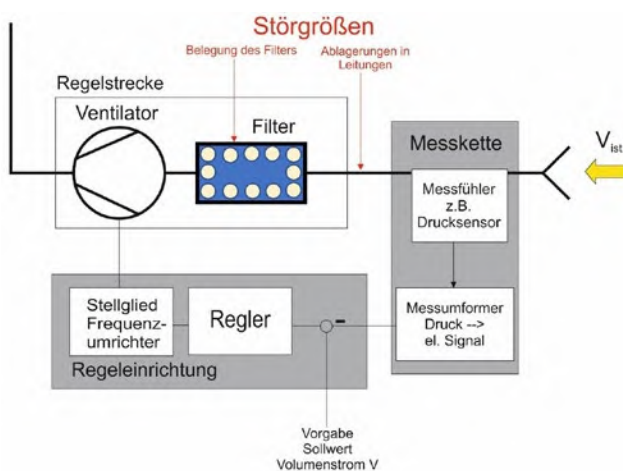 Störgrößen
Belegung des Filters
Ablagerungen in
Leitungen
Regelstrecke
Ventilator
Filter
Messkette
V ist
Messfühler
z.B.
Drucksensor
Stellglied
Frequenz-
umrichter
Regler
-
Messumformer
Druck -->
el. Signal
Regeleinrichtung
Vorgabe
Sollwert
Volumenstrom V